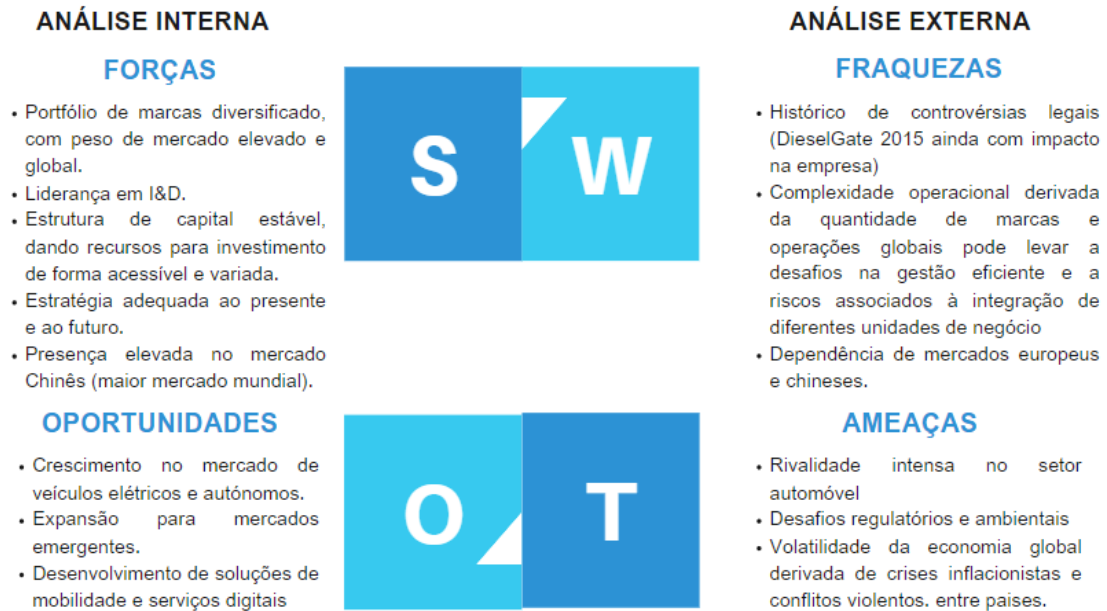 ANÁLISE INTERNA
FORÇAS
• Portfólio de marcas diversificado,
com peso de mercado elevado e
global.
• Liderança em I&D.
• Estrutura de capital estável,
dando recursos para investimento
de forma acessível e variada.
• Estratégia adequada ao presente
e ao futuro.
• Presença elevada no mercado
Chinês (maior mercado mundial).
S
W
ANÁLISE EXTERNA
FRAQUEZAS
• Histórico de controvérsias legais
(DieselGate 2015 ainda com impacto
na empresa)
• Complexidade operacional derivada
da quantidade de marcas e
operações globais pode levar a
desafios na gestão eficiente e a
riscos associados à integração de
diferentes unidades de negócio
• Dependência de mercados europeus
e chineses.
OPORTUNIDADES
• Crescimento no mercado de
veículos elétricos e autónomos.
• Expansão para mercados
emergentes.
• Desenvolvimento de soluções de
mobilidade e serviços digitais
O
T
AMEAÇAS
• Rivalidade intensa no setor
automóvel
• Desafios regulatórios e ambientais
• Volatilidade da economia global
derivada de crises inflacionistas e
conflitos violentos. entre paises.